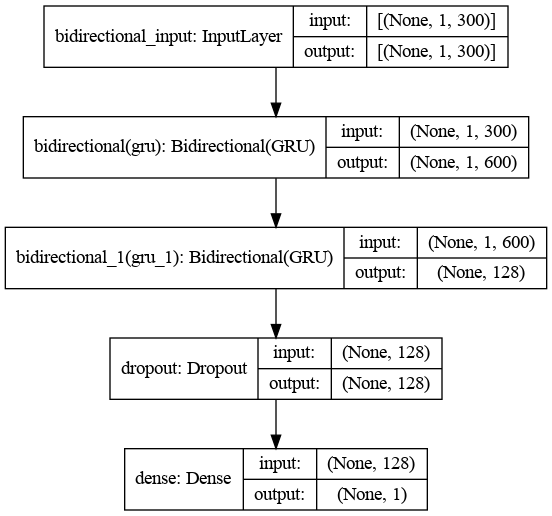 bidirectional_input: InputLayer
input: [(None, 1, 300)]
output: [(None, 1, 300)]
bidirectional(gru): Bidirectional(GRU)
input: (None, 1, 300)
output: (None, 1, 600)
bidirectional_1(gru_1): Bidirectional(GRU)
input: (None, 1, 600)
output: (None, 128)
dropout: Dropout
input: (None, 128)
output: (None, 128)
dense: Dense
input: (None, 128)
output: (None, 1)